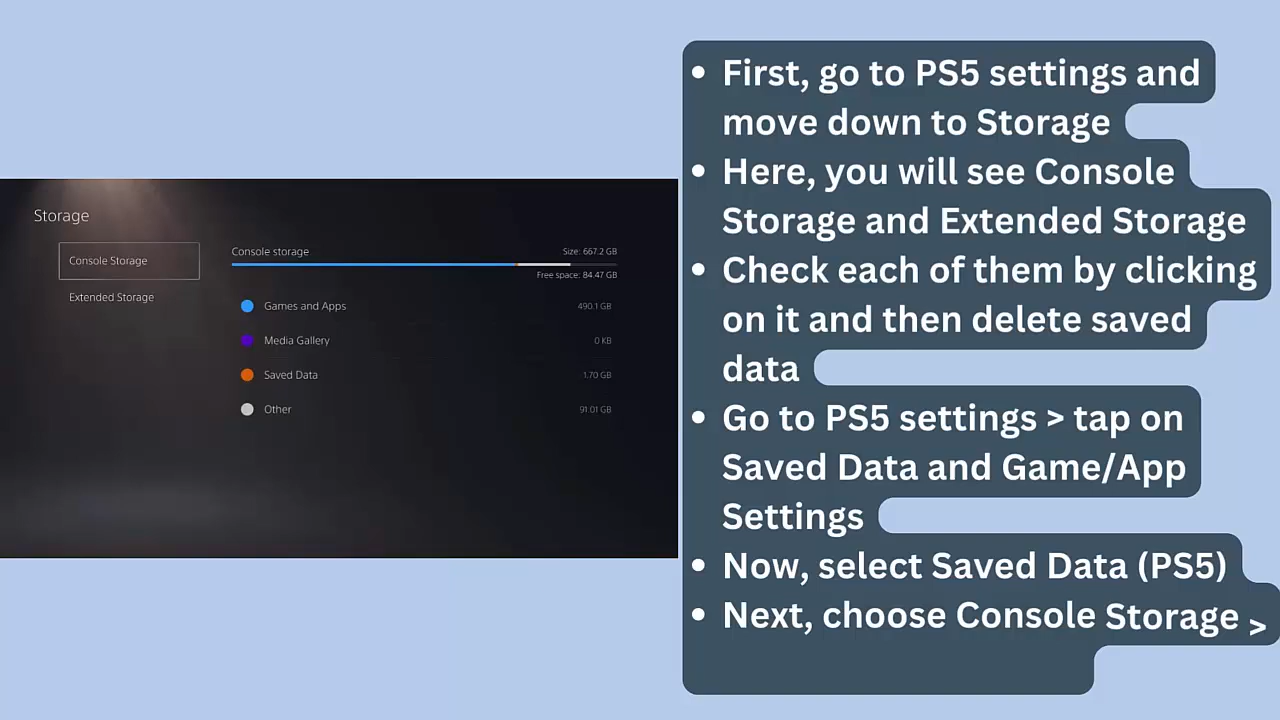 Storage
Console Storage
Extended Storage
Console storage
Size: 667.2 GB
Free space: 84.47 GB
Games and Apps
490.1 GB
Media Gallery
0 KB
Saved Data
1.70 GB
Other
91.01 GB
• First, go to PS5 settings and
move down to Storage
• Here, you will see Console
Storage and Extended Storage
• Check each of them by clicking
on it and then delete saved
data
• Go to PS5 settings > tap on
Saved Data and Game/App
Settings
• Now, select Saved Data (PS5)
• Next, choose Console Storage >